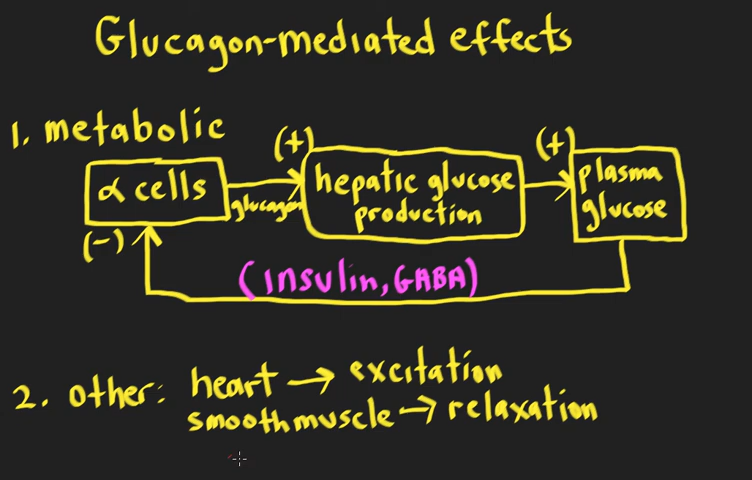 Glucagon-mediated effects
1. metabolic
(+)
(+)
α cells
glucagon
hepatic glucose
production
plasma
glucose
(-)
(Insulin, GABA)
2. other: heart → excitation
smooth muscle → relaxation